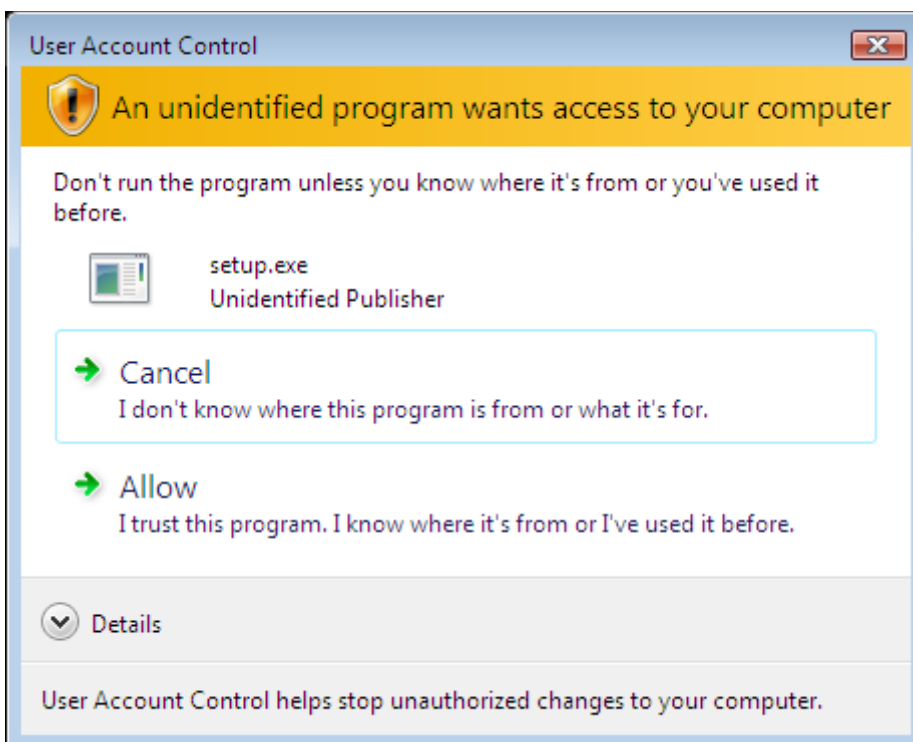 User Account Control
An unidentified program wants access to your computer
Don't run the program unless you know where it's from or you've used it
before.
setup.exe
Unidentified Publisher
Cancel
I don't know where this program is from or what it's for.
Allow
I trust this program. I know where it's from or I've used it before.
Details
User Account Control helps stop unauthorized changes to your computer.